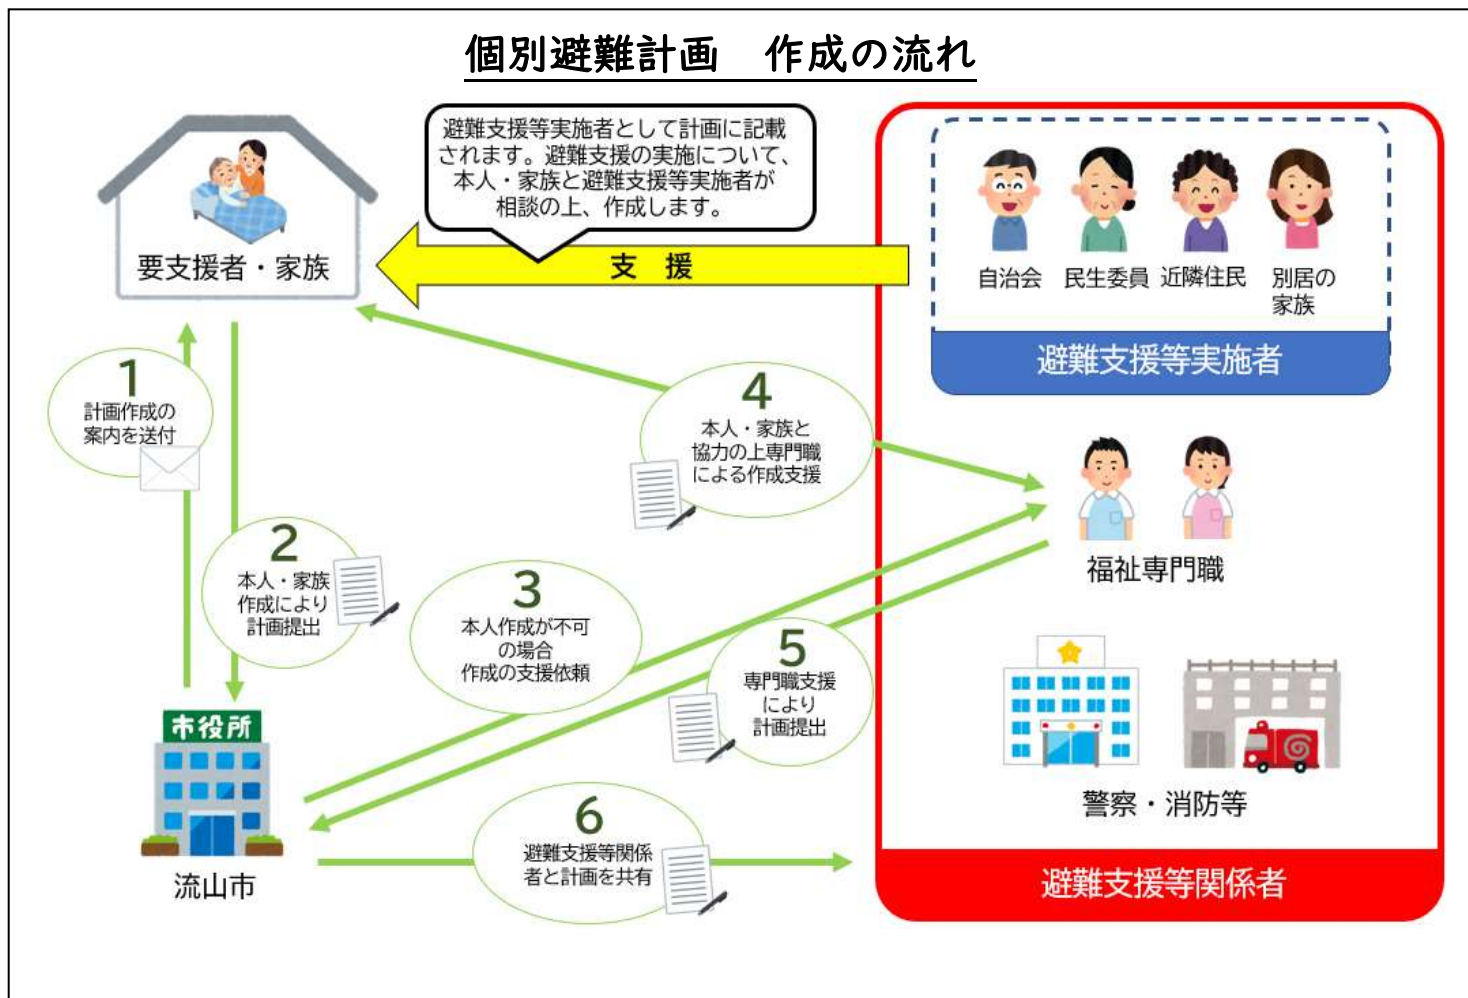 個別避難計画　作成の流れ
避難支援等実施者として計画に記載
されます。避難支援の実施について、
本人・家族と避難支援等実施者が
相談の上、作成します。
要支援者・家族
支　援
自治会
民生委員
近隣住民
別居の
家族
避難支援等実施者
1
計画作成の
案内を送付
2
本人・家族
作成により
計画提出
3
本人作成が不可
の場合
作成の支援依頼
4
本人・家族と
協力の上専門職
による作成支援
福祉専門職
5
専門職支援
により
計画提出
市役所
流山市
6
避難支援等関係
者と計画を共有
警察・消防等
避難支援等関係者